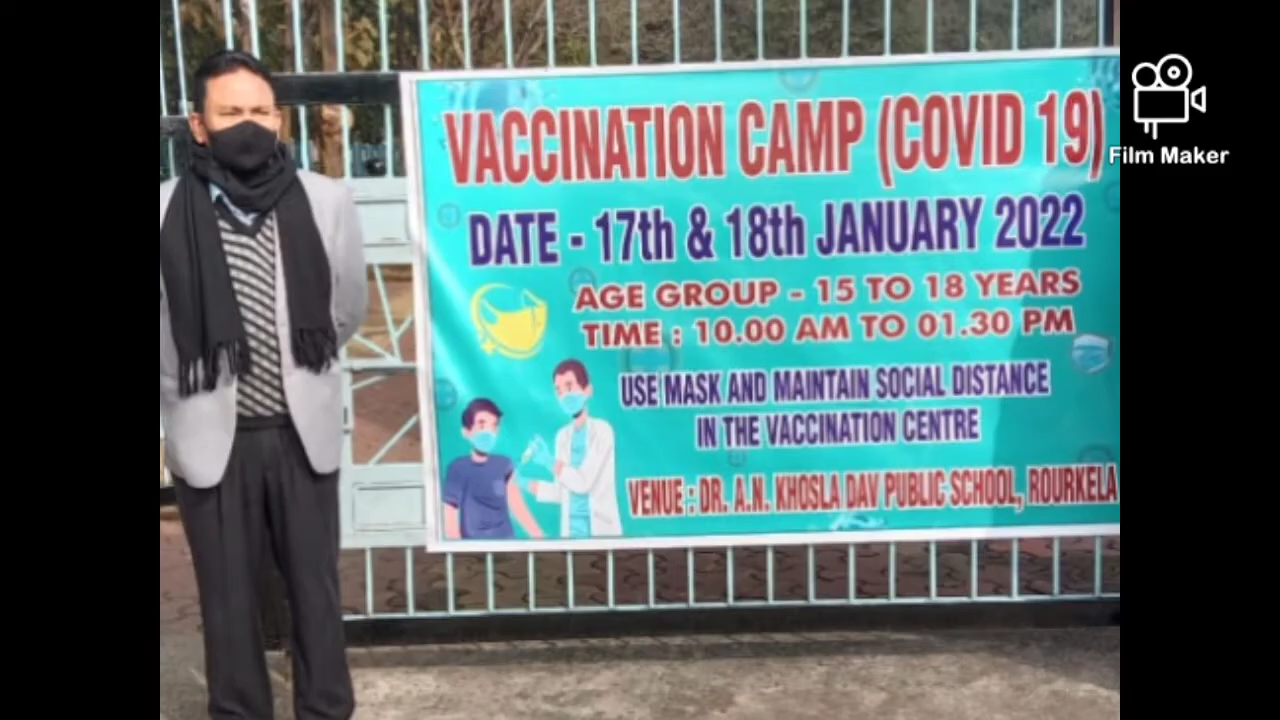 VACCINATION CAMP (COVID 19)
DATE - 17th & 18th JANUARY 2022
AGE GROUP - 15 TO 18 YEARS
TIME : 10.00 AM TO 01.30 PM
USE MASK AND MAINTAIN SOCIAL DISTANCE
IN THE VACCINATION CENTRE
VENUE : DR. A.N. KHOSLA DAV PUBLIC SCHOOL, ROURKELA
Film Maker